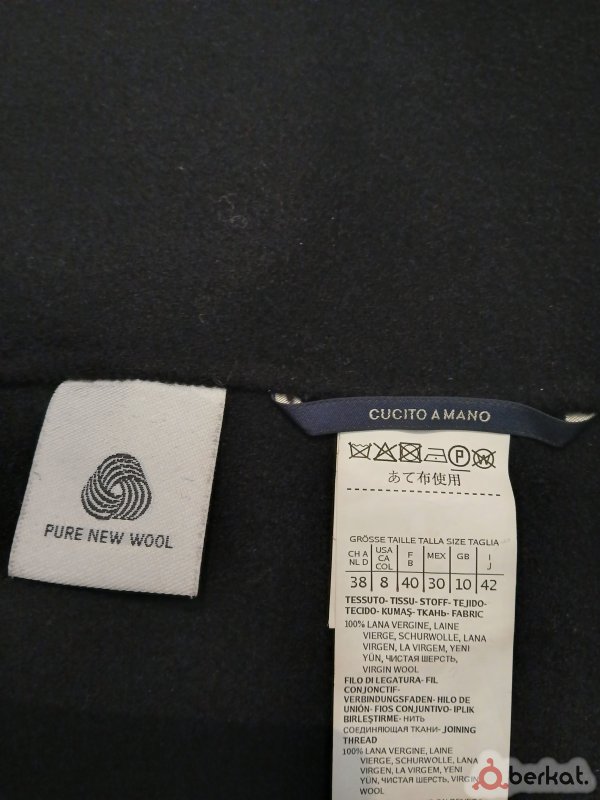 CUCITO A MANO
PURE NEW WOOL
P W
あて布使用
GRÖSSE TAILLE TALLA SIZE TAGLIA
CH A NL D
USA CA COL
F B
MEX
GB
I J
38 8 40 30 10 42
TESSUTO- TISSU- STOFF- TEJIDO-
TECIDO- KUMAŞ- ТКАНЬ- FABRIC
100% LANA VERGINE, LAINE
VIERGE, SCHURWOLLE, LANA
VIRGEN, LA VIRGEM, YENI
YÜN, ЧИСТАЯ ШЕРСТЬ,
VIRGIN WOOL
FILO DI LEGATURA- FIL
CONJONCTIF-
VERBINDUNGSFADEN- HILO DE
UNIÓN- FIOS CONJUNTIVO- IPLIK
BIRLEŞTIRME- НИТЬ
СОЕДИНЯЮЩАЯ ТКАНИ- JOINING
THREAD
100% LANA VERGINE, LAINE
VIERGE, SCHURWOLLE, LANA
VIRGEN, LA VIRGEM, YENI
YÜN, ЧИСТАЯ ШЕРСТЬ, VIRGIN
WOOL
berkat.